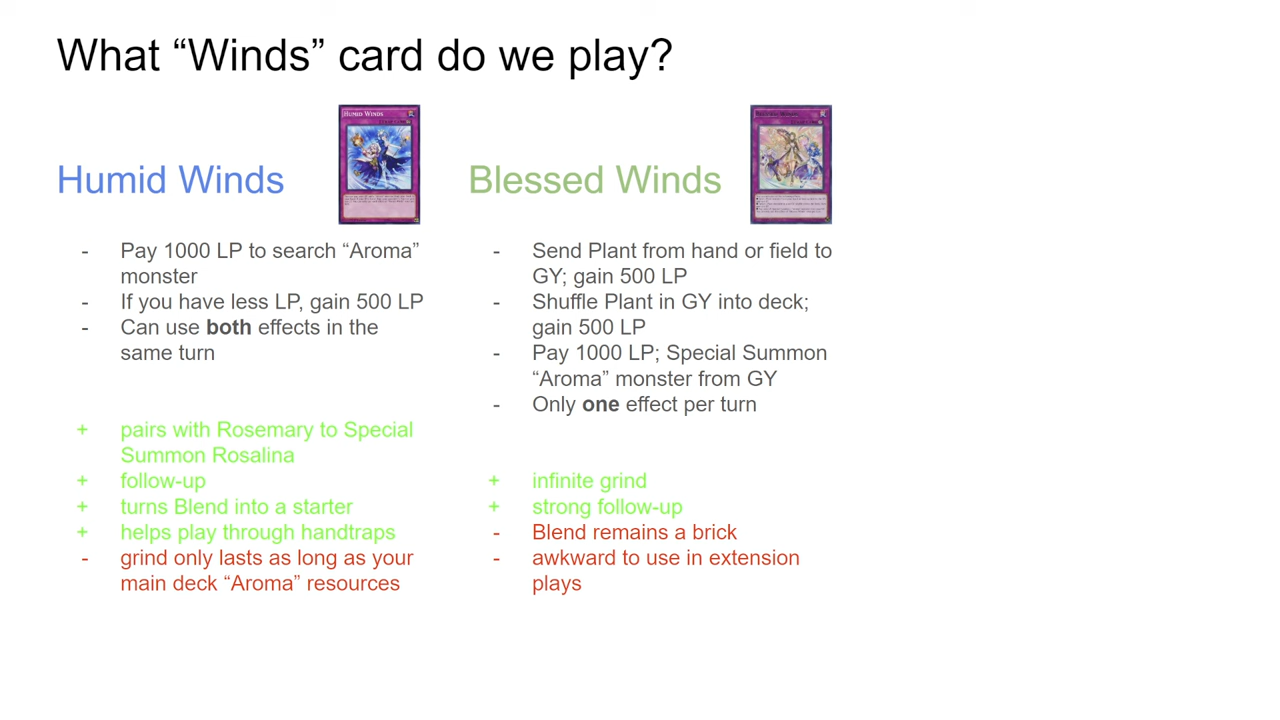 What “Winds” card do we play?
HUMID WINDS
Humid Winds
- Pay 1000 LP to search “Aroma”
monster
- If you have less LP, gain 500 LP
- Can use both effects in the
same turn
+ pairs with Rosemary to Special
Summon Rosalina
+ follow-up
+ turns Blend into a starter
+ helps play through handtraps
- grind only lasts as long as your
main deck “Aroma” resources
BLESSED WINDS
Blessed Winds
- Send Plant from hand or field to
GY; gain 500 LP
- Shuffle Plant in GY into deck;
gain 500 LP
- Pay 1000 LP; Special Summon
“Aroma” monster from GY
- Only one effect per turn
+ infinite grind
+ strong follow-up
- Blend remains a brick
- awkward to use in extension
plays